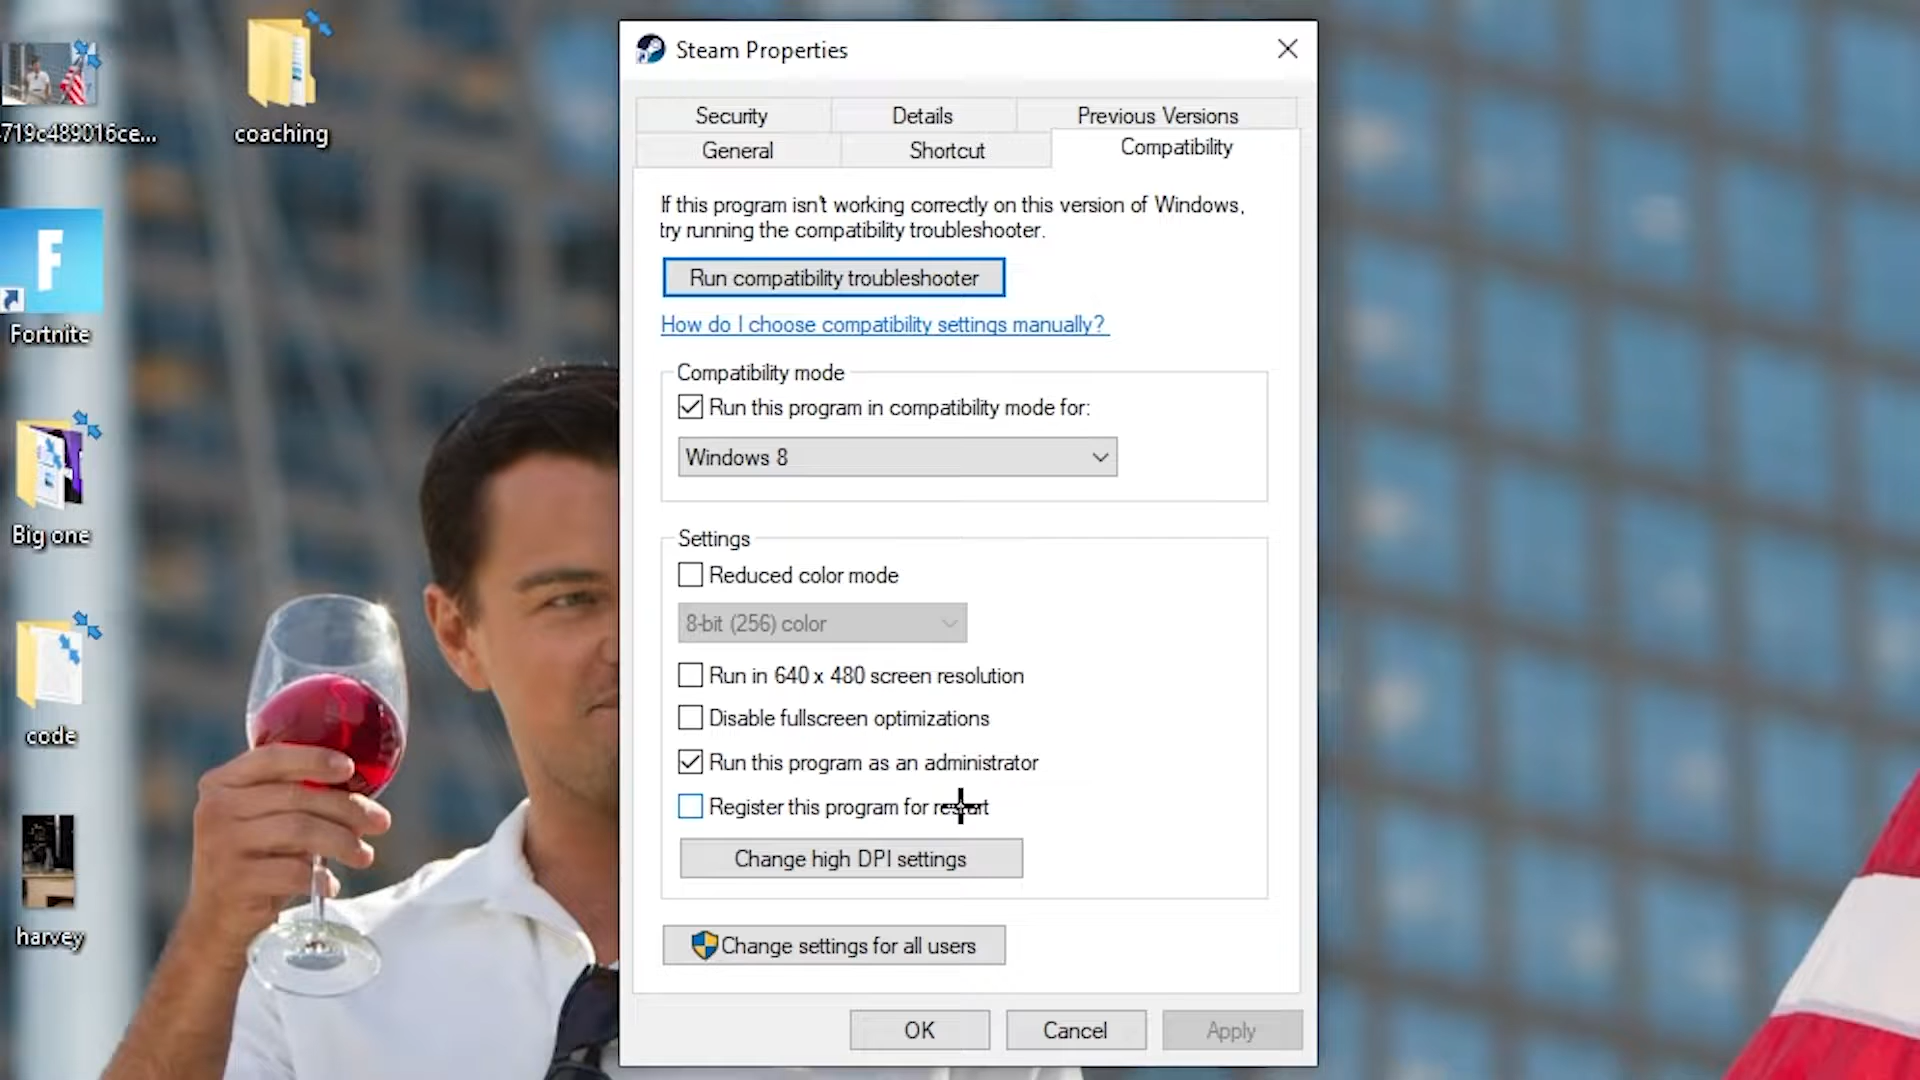 719c489016ce...
coaching
Fortnite
Big one
code
harvey
Steam Properties
Security
Details
Previous Versions
General
Shortcut
Compatibility
If this program isn't working correctly on this version of Windows,
try running the compatibility troubleshooter.
Run compatibility troubleshooter
How do I choose compatibility settings manually?
Compatibility mode
Run this program in compatibility mode for:
Windows 8
Settings
Reduced color mode
8-bit (256) color
Run in 640 x 480 screen resolution
Disable fullscreen optimizations
Run this program as an administrator
Register this program for restart
Change high DPI settings
Change settings for all users
OK
Cancel
Apply